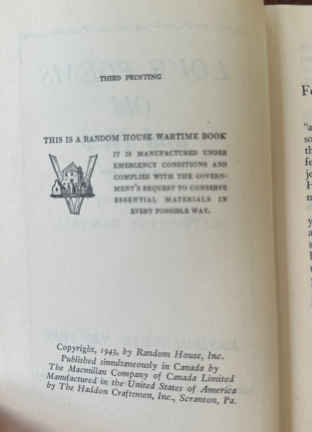 THIRD PRINTING
THIS IS A RANDOM HOUSE WARTIME BOOK
IT IS MANUFACTURED UNDER
EMERGENCY CONDITIONS AND
COMPLIES WITH THE GOVERN-
MENT'S REQUEST TO CONSERVE
ESSENTIAL MATERIALS IN
EVERY POSSIBLE WAY.
Copyright, 1943, by Random House, Inc.
Published simultaneously in Canada by
The Macmillan Company of Canada Limited
Manufactured in the United States of America
by The Haddon Craftsmen, Inc., Scranton, Pa.